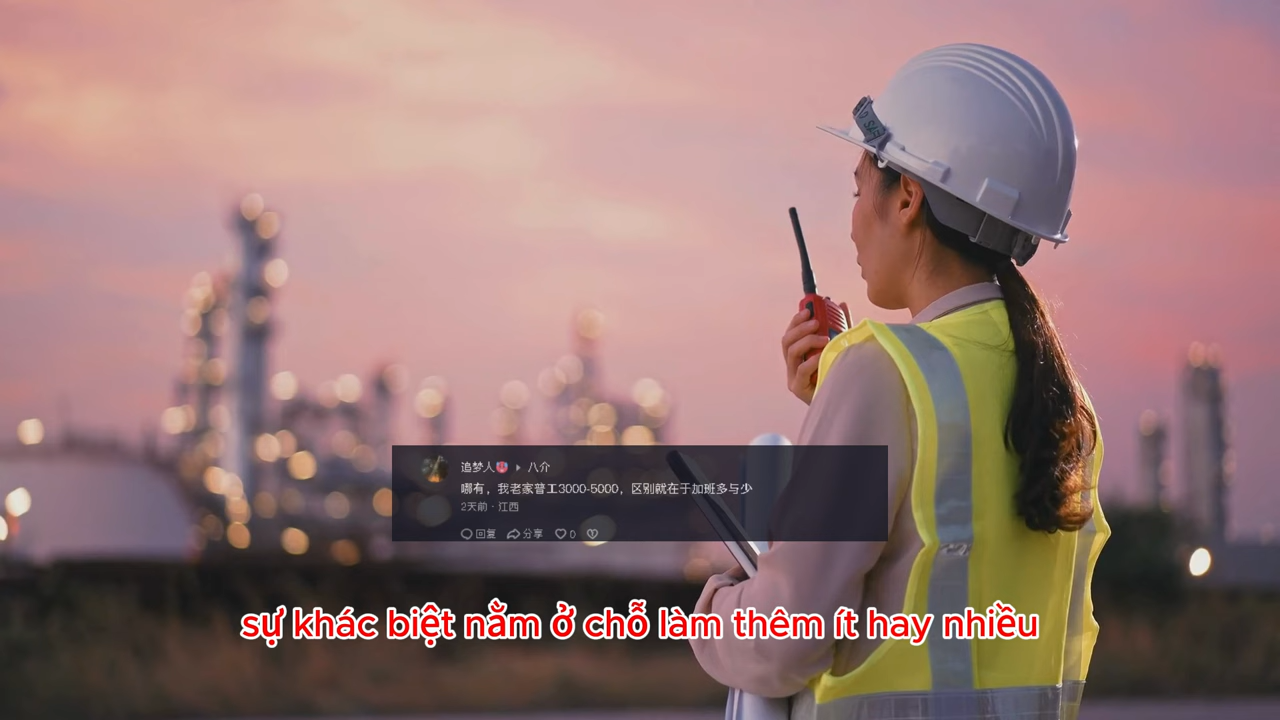 追梦人 ▸ 八介
哪有，我老家普工3000-5000，区别就在于加班多与少
2天前 · 江西
回复 分享 0
sự khác biệt nằm ở chỗ làm thêm ít hay nhiều